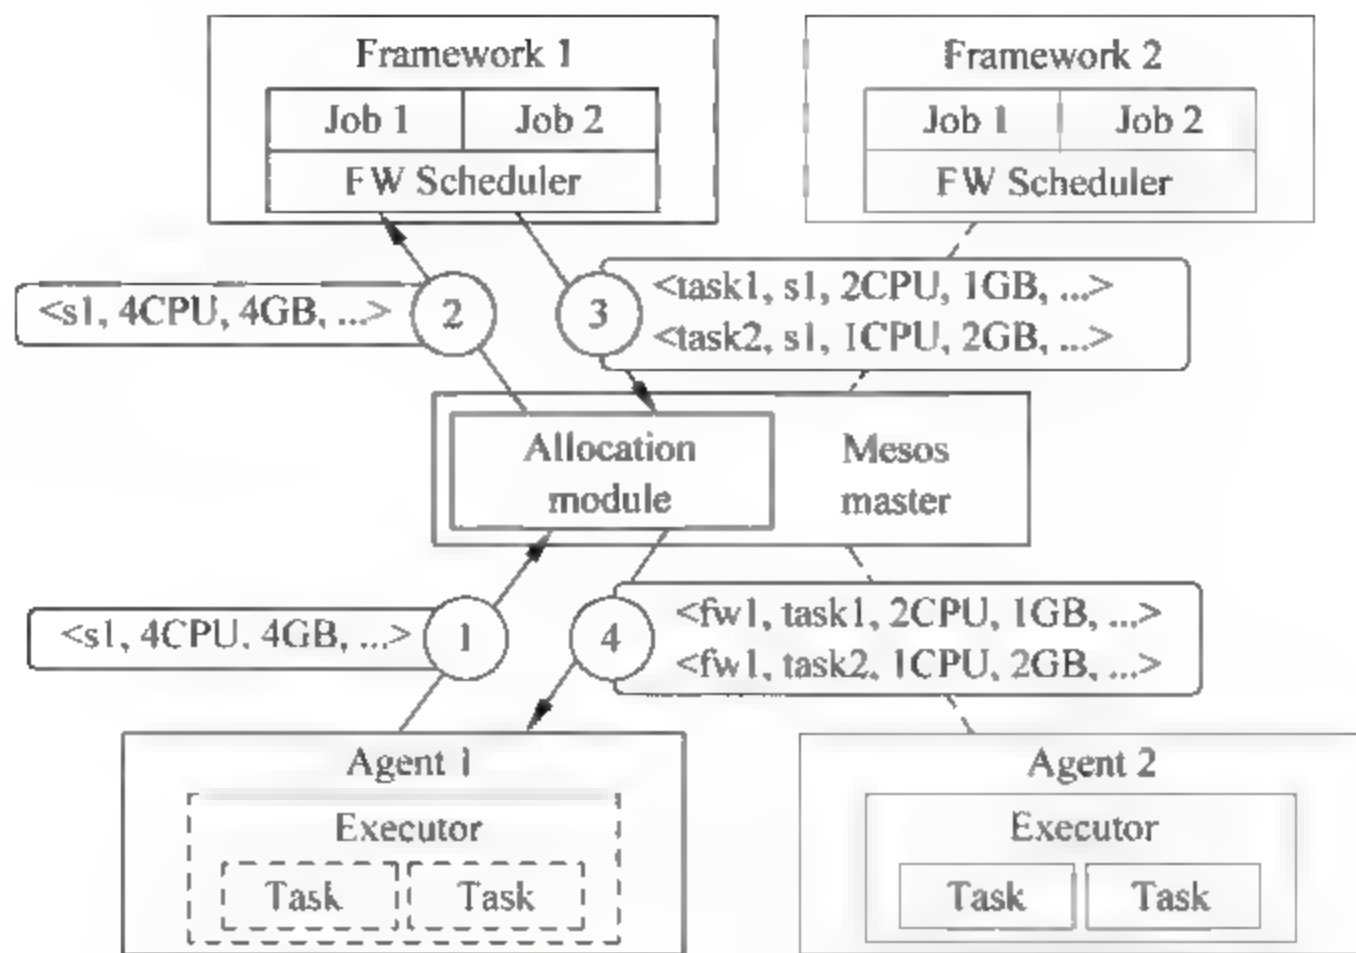 Framework 1
Job 1
Job 2
FW Scheduler
Framework 2
Job 1
Job 2
FW Scheduler
<s1, 4CPU, 4GB, ...>
2
3
<task1, s1, 2CPU, 1GB, ...>
<task2, s1, 1CPU, 2GB, ...>
Allocation
module
Mesos
master
<s1, 4CPU, 4GB, ...>
1
4
<fw1, task1, 2CPU, 1GB, ...>
<fw1, task2, 1CPU, 2GB, ...>
Agent 1
Executor
Task
Task
Agent 2
Executor
Task
Task